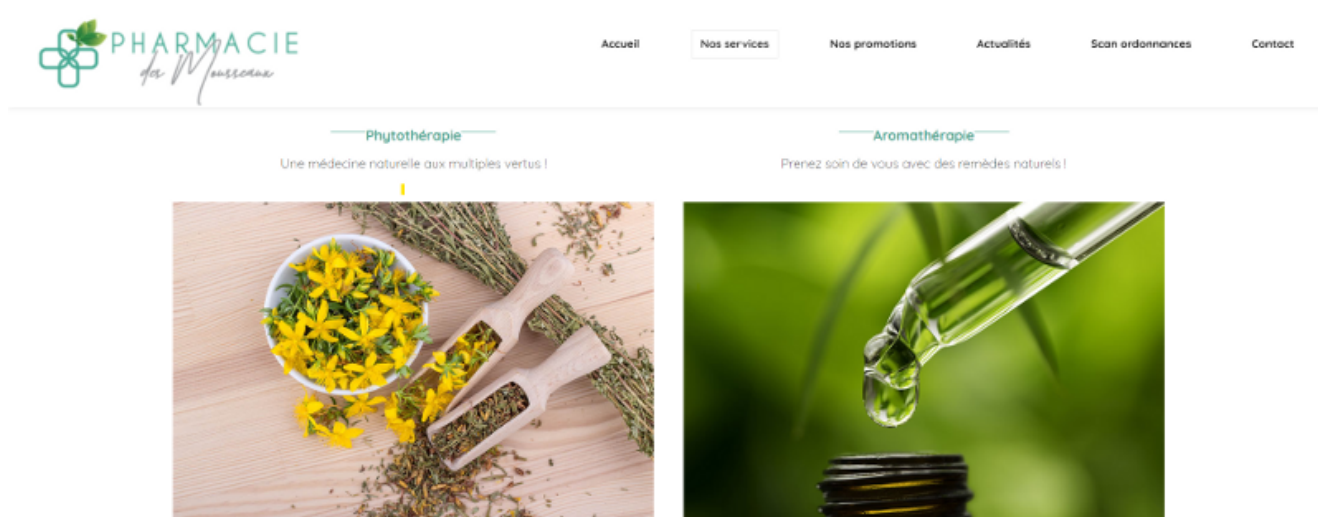 PHARMACIE
des Mousseaux
Accueil
Nos services
Nos promotions
Actualités
Scan ordonnances
Contact
Phytothérapie
Une médecine naturelle aux multiples vertus !
Aromathérapie
Prenez soin de vous avec des remèdes naturels !